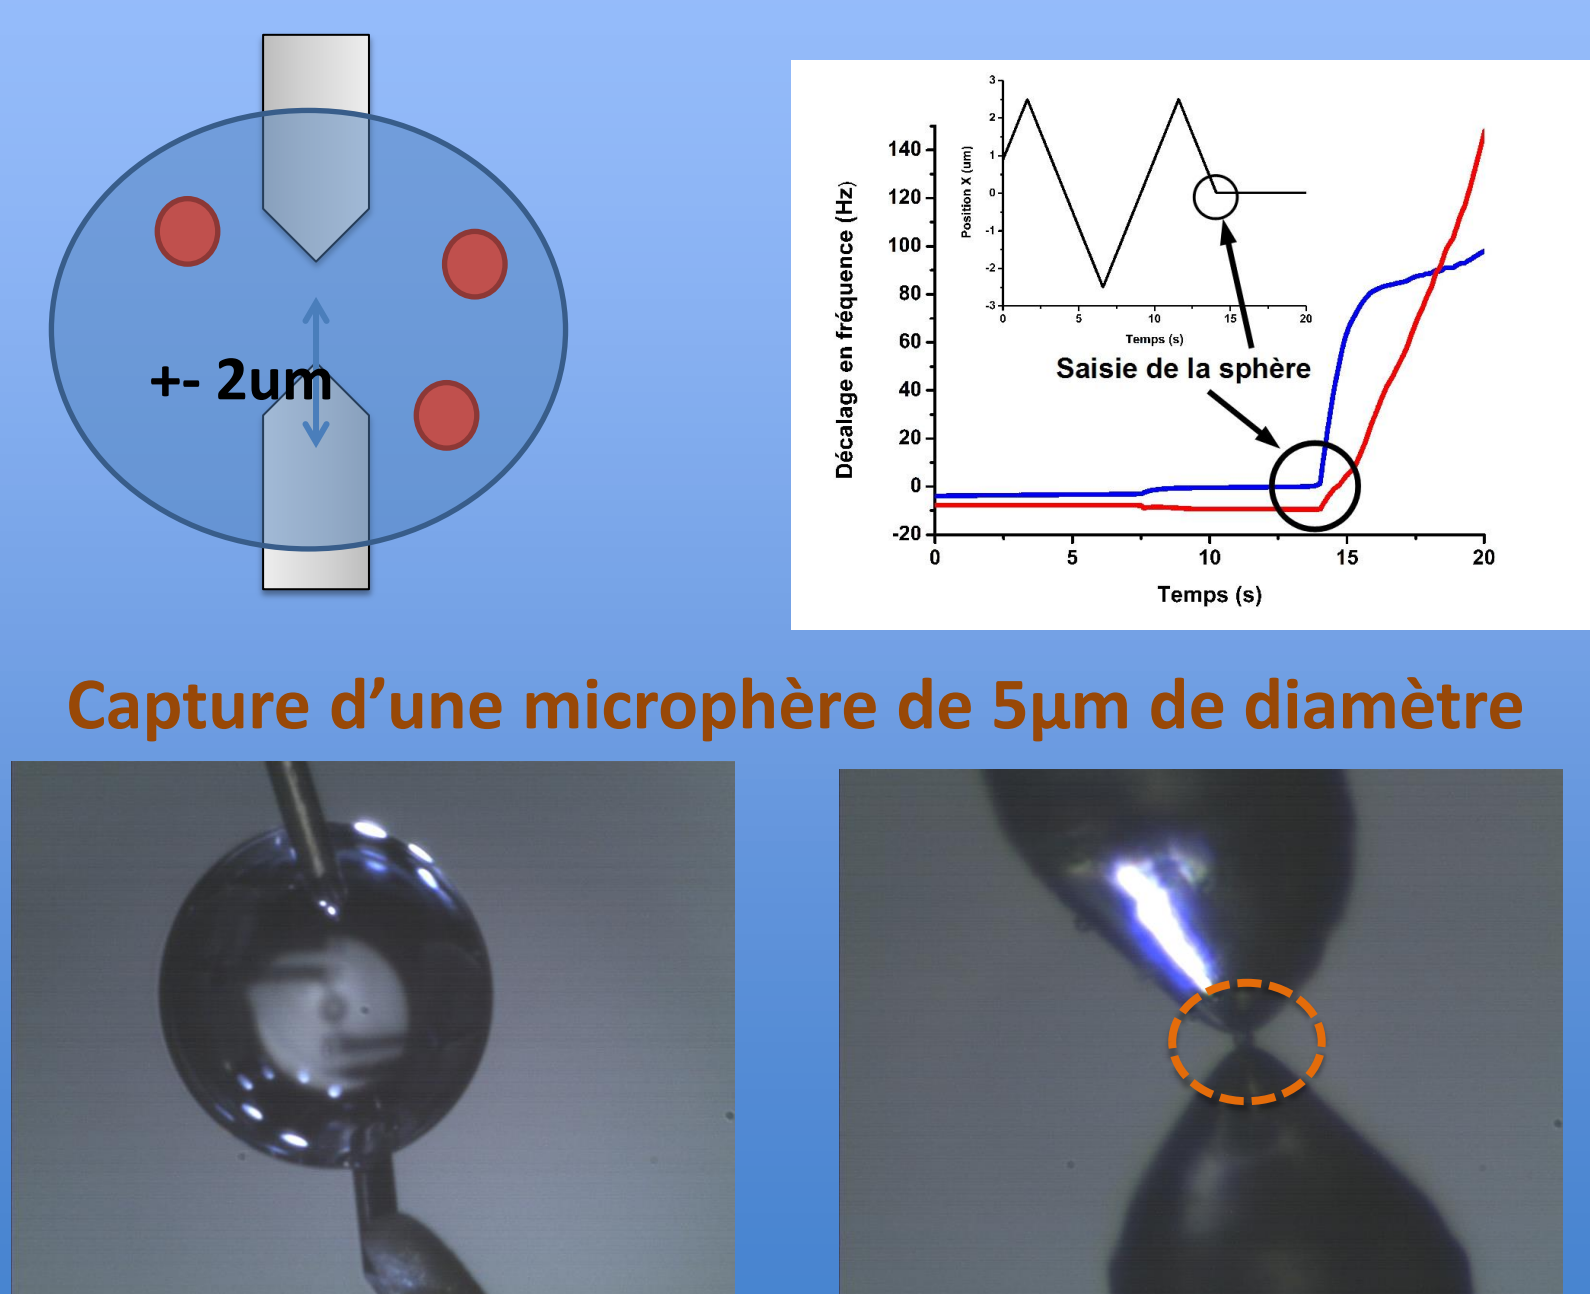 +- 2um
3
2
1
0
-1
-2
-3
Position X (um)
0 5 10 15 20
Temps (s)
Saisie de la sphère
140
120
100
80
60
40
20
0
-20
Décalage en fréquence (Hz)
0 5 10 15 20
Temps (s)
Capture d’une microphère de 5µm de diamètre